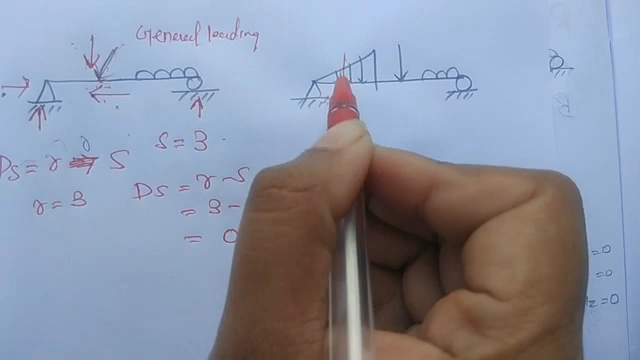 General loading
Ds = r - S
r = 3
S = 3
DS = r - S
= 3 -
= 0
= 0
= 0
z = 0